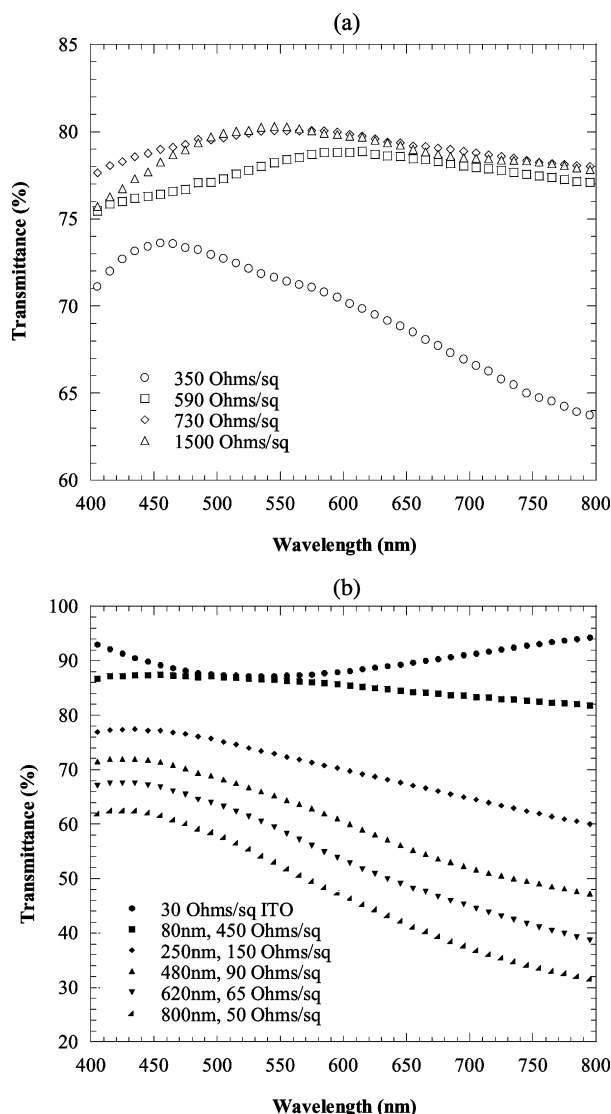 (a)
85
80
75
70
65
60
Transmittance (%)
350 Ohms/sq
590 Ohms/sq
730 Ohms/sq
1500 Ohms/sq
400 450 500 550 600 650 700 750 800
Wavelength (nm)
(b)
100
90
80
70
60
50
40
30
20
Transmittance (%)
30 Ohms/sq ITO
80nm, 450 Ohms/sq
250nm, 150 Ohms/sq
480nm, 90 Ohms/sq
620nm, 65 Ohms/sq
800nm, 50 Ohms/sq
400 450 500 550 600 650 700 750 800
Wavelength (nm)